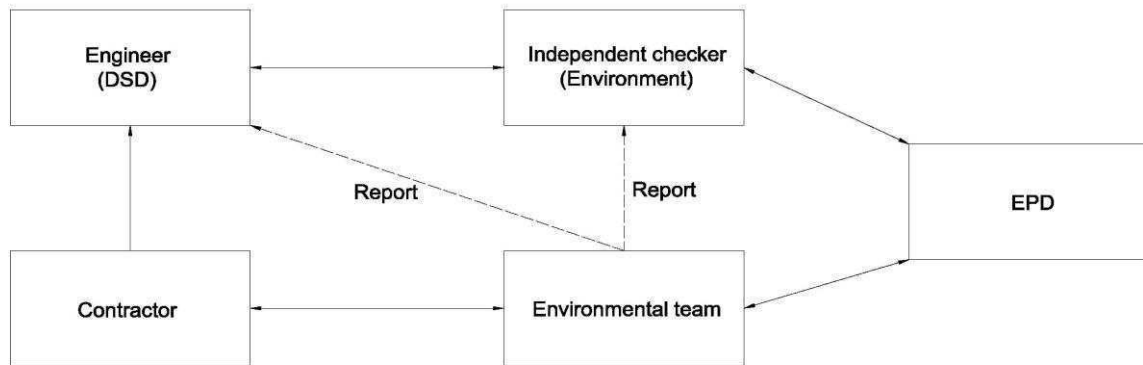 Engineer
(DSD)
Independent checker
(Environment)
Report
Report
EPD
Contractor
Environmental team